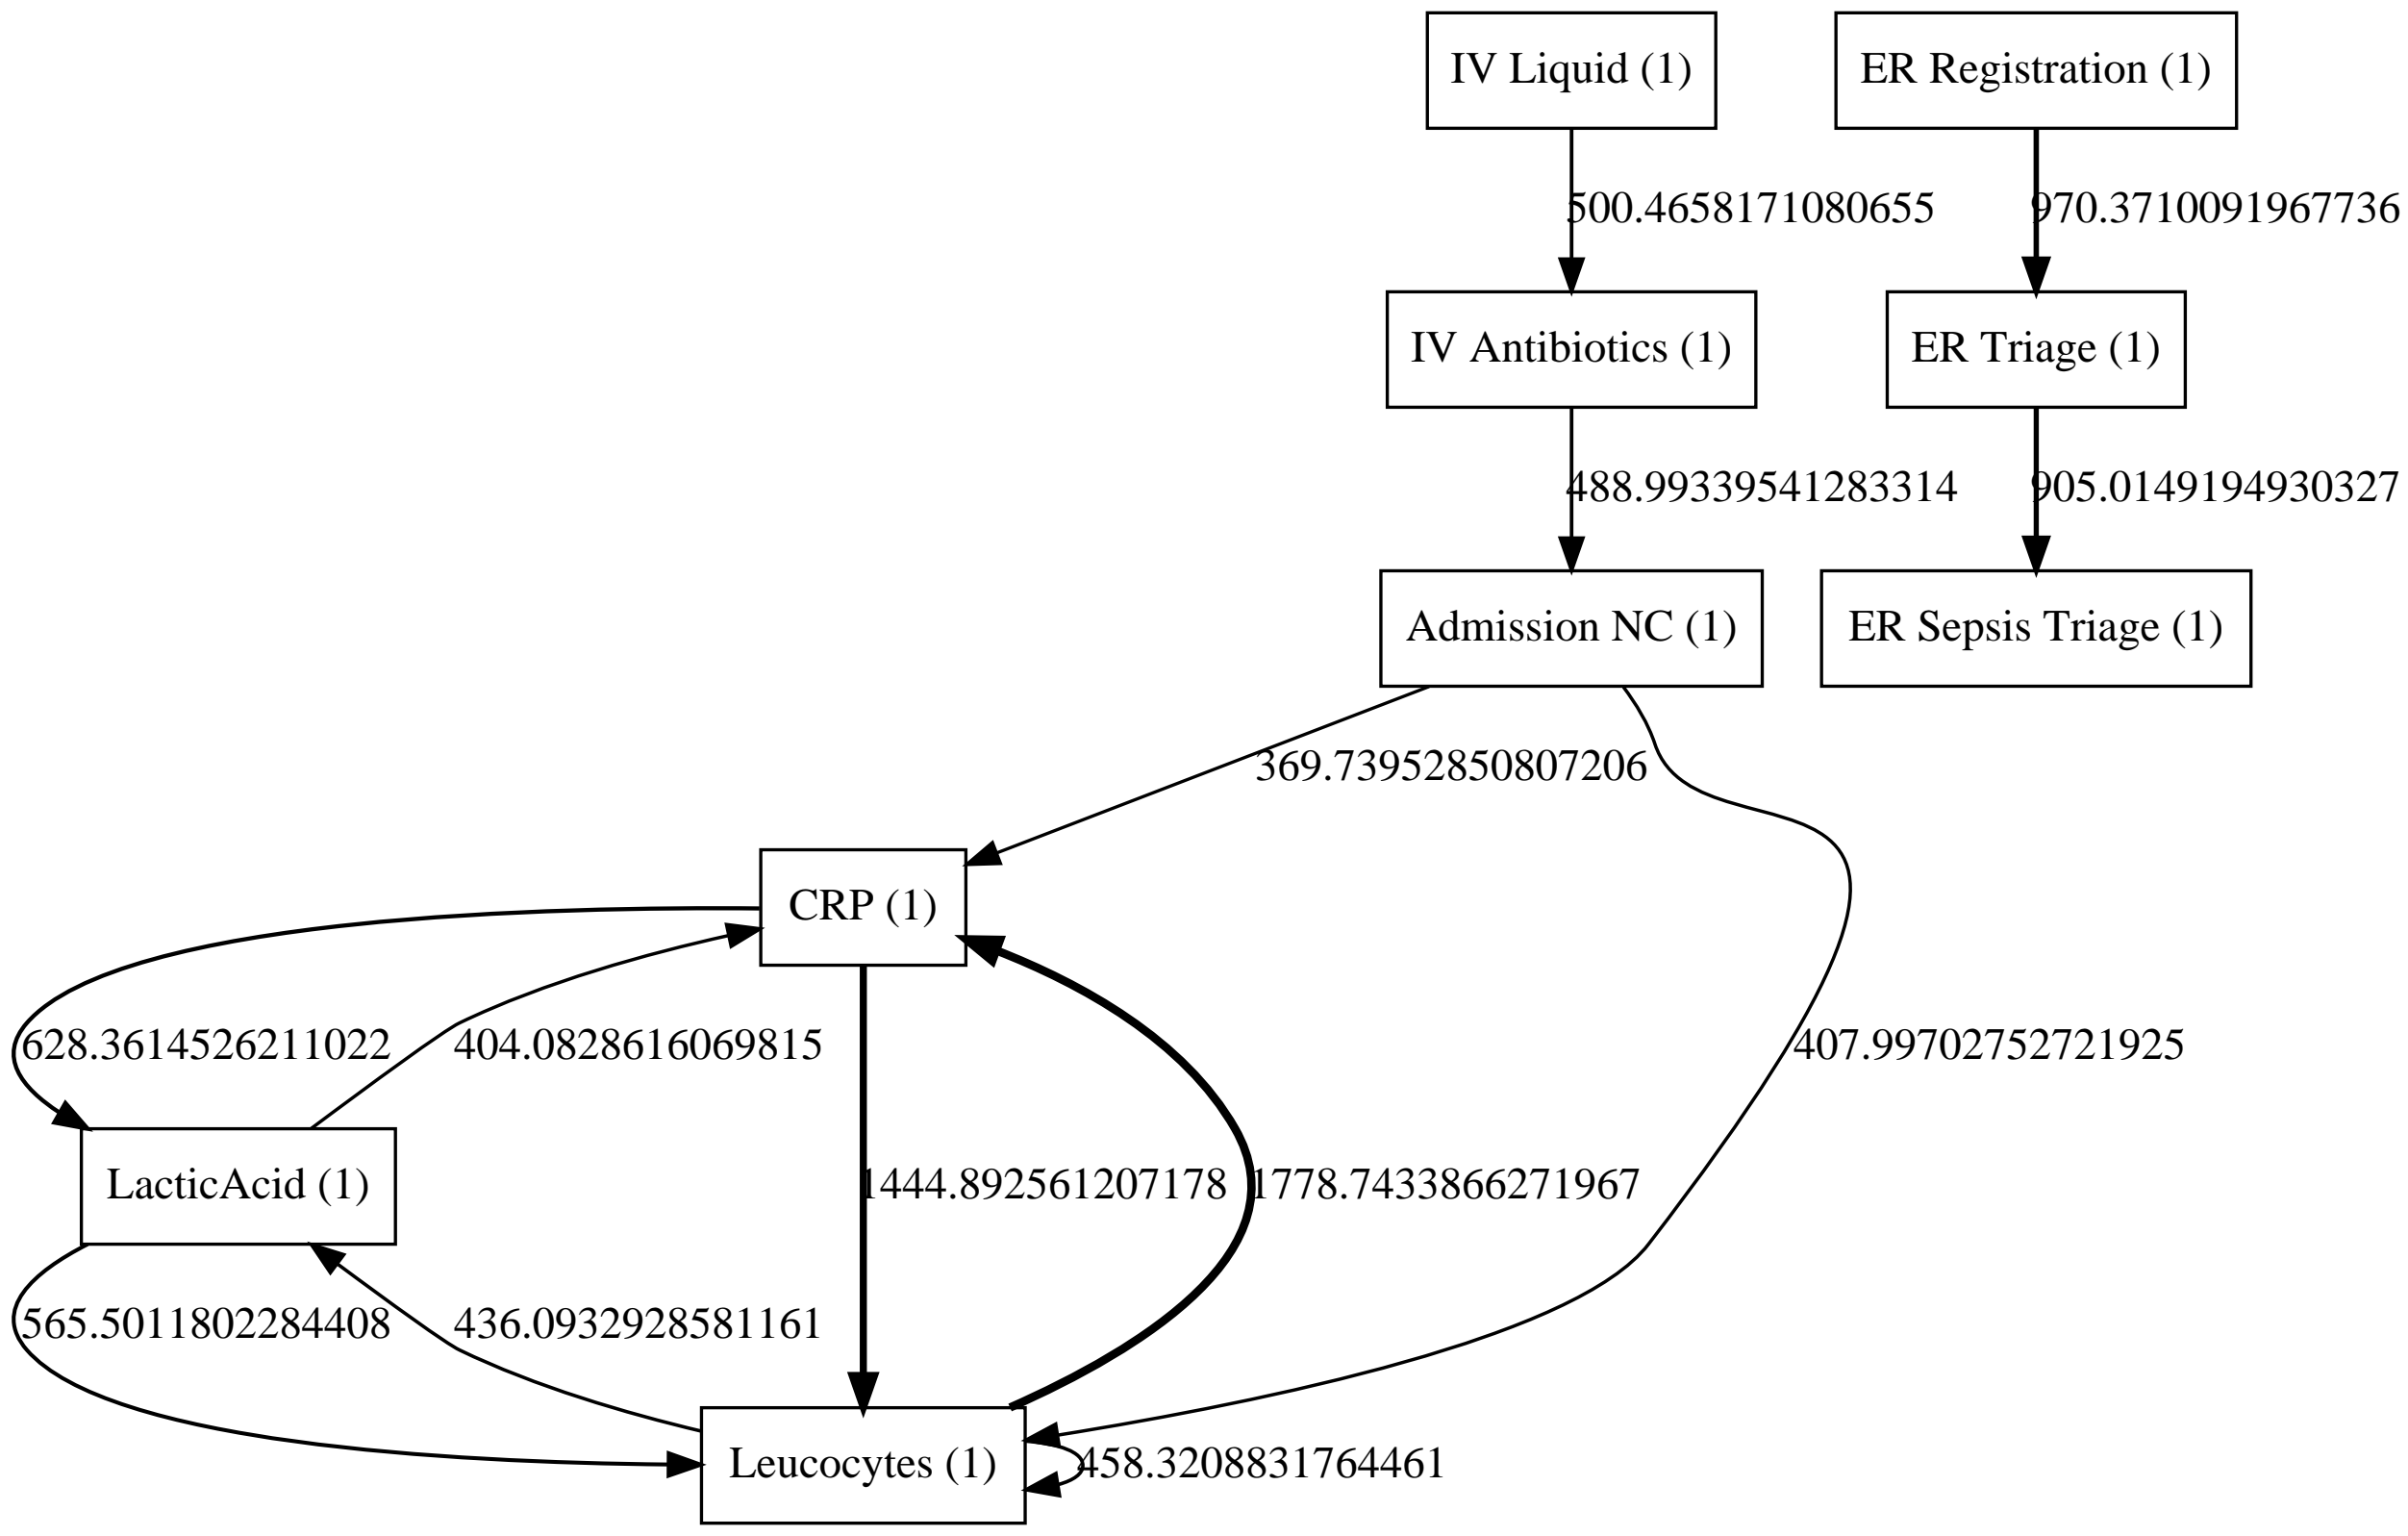 IV Liquid (1)
ER Registration (1)
500.4658171080655
970.3710091967736
IV Antibiotics (1)
ER Triage (1)
488.99339541283314
905.0149194930327
Admission NC (1)
ER Sepsis Triage (1)
369.73952850807206
CRP (1)
628.3614526211022
404.0828616069815
407.99702752721925
LacticAcid (1)
1444.892561207178
1778.7433866271967
565.5011802284408
436.0932928581161
Leucocytes (1)
458.3208831764461